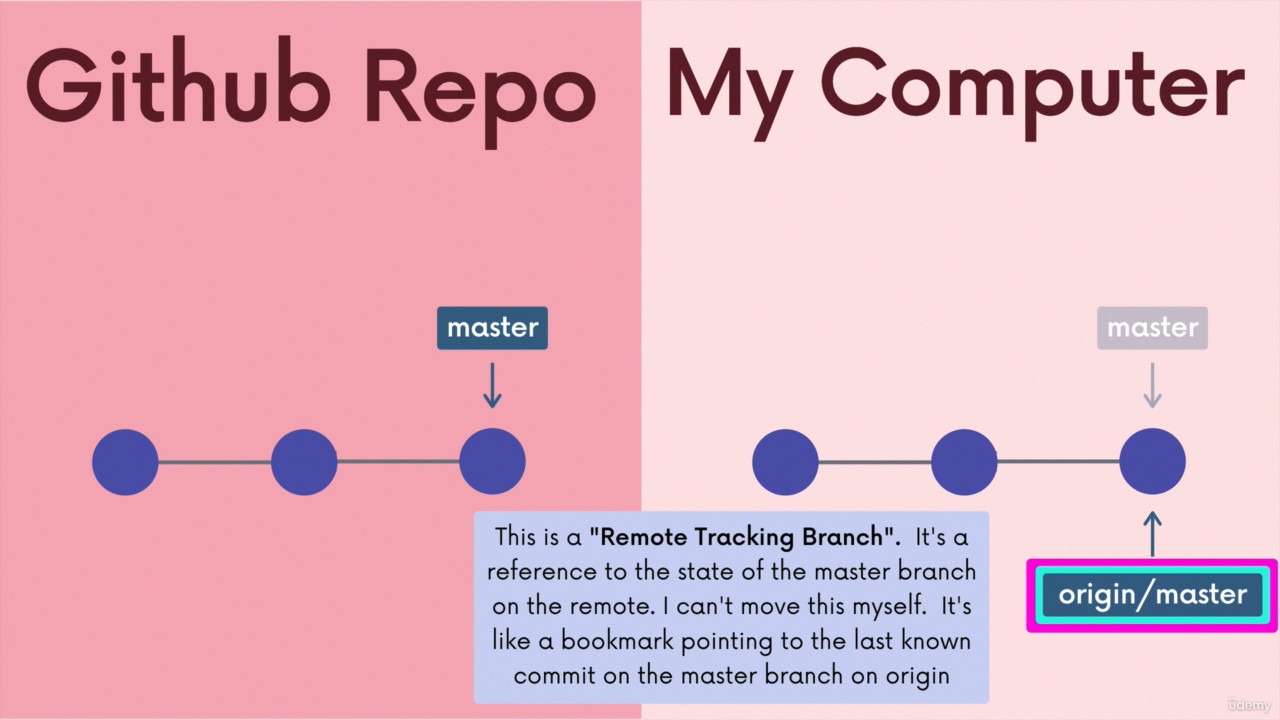 Github Repo
My Computer
master
master
This is a "Remote Tracking Branch".  It's a
reference to the state of the master branch
on the remote. I can't move this myself.  It's
like a bookmark pointing to the last known
commit on the master branch on origin
origin/master
ûdemy